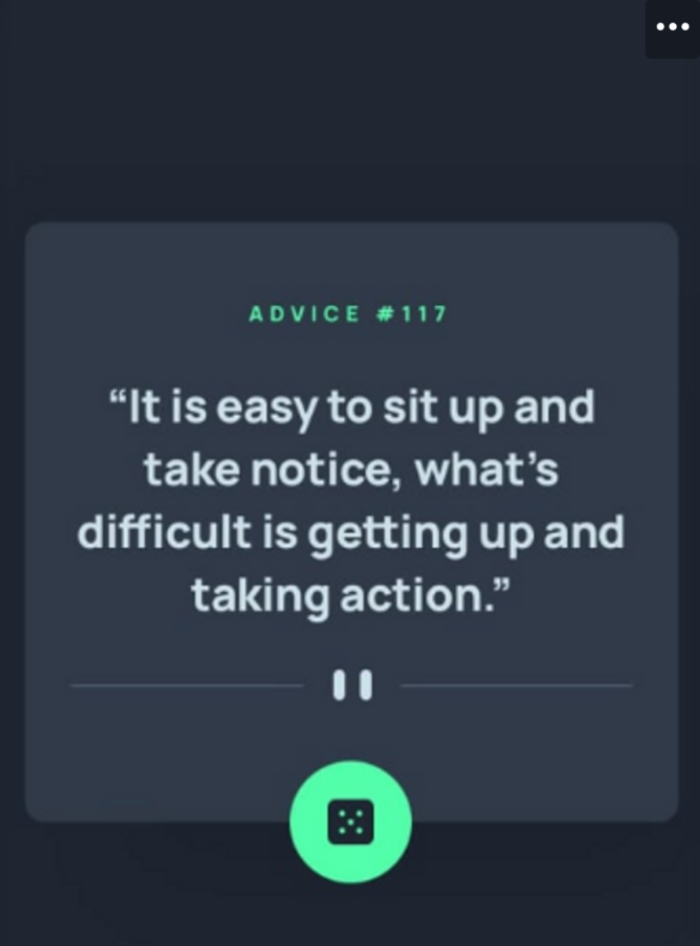 ADVICE #117
“It is easy to sit up and
take notice, what’s
difficult is getting up and
taking action.”